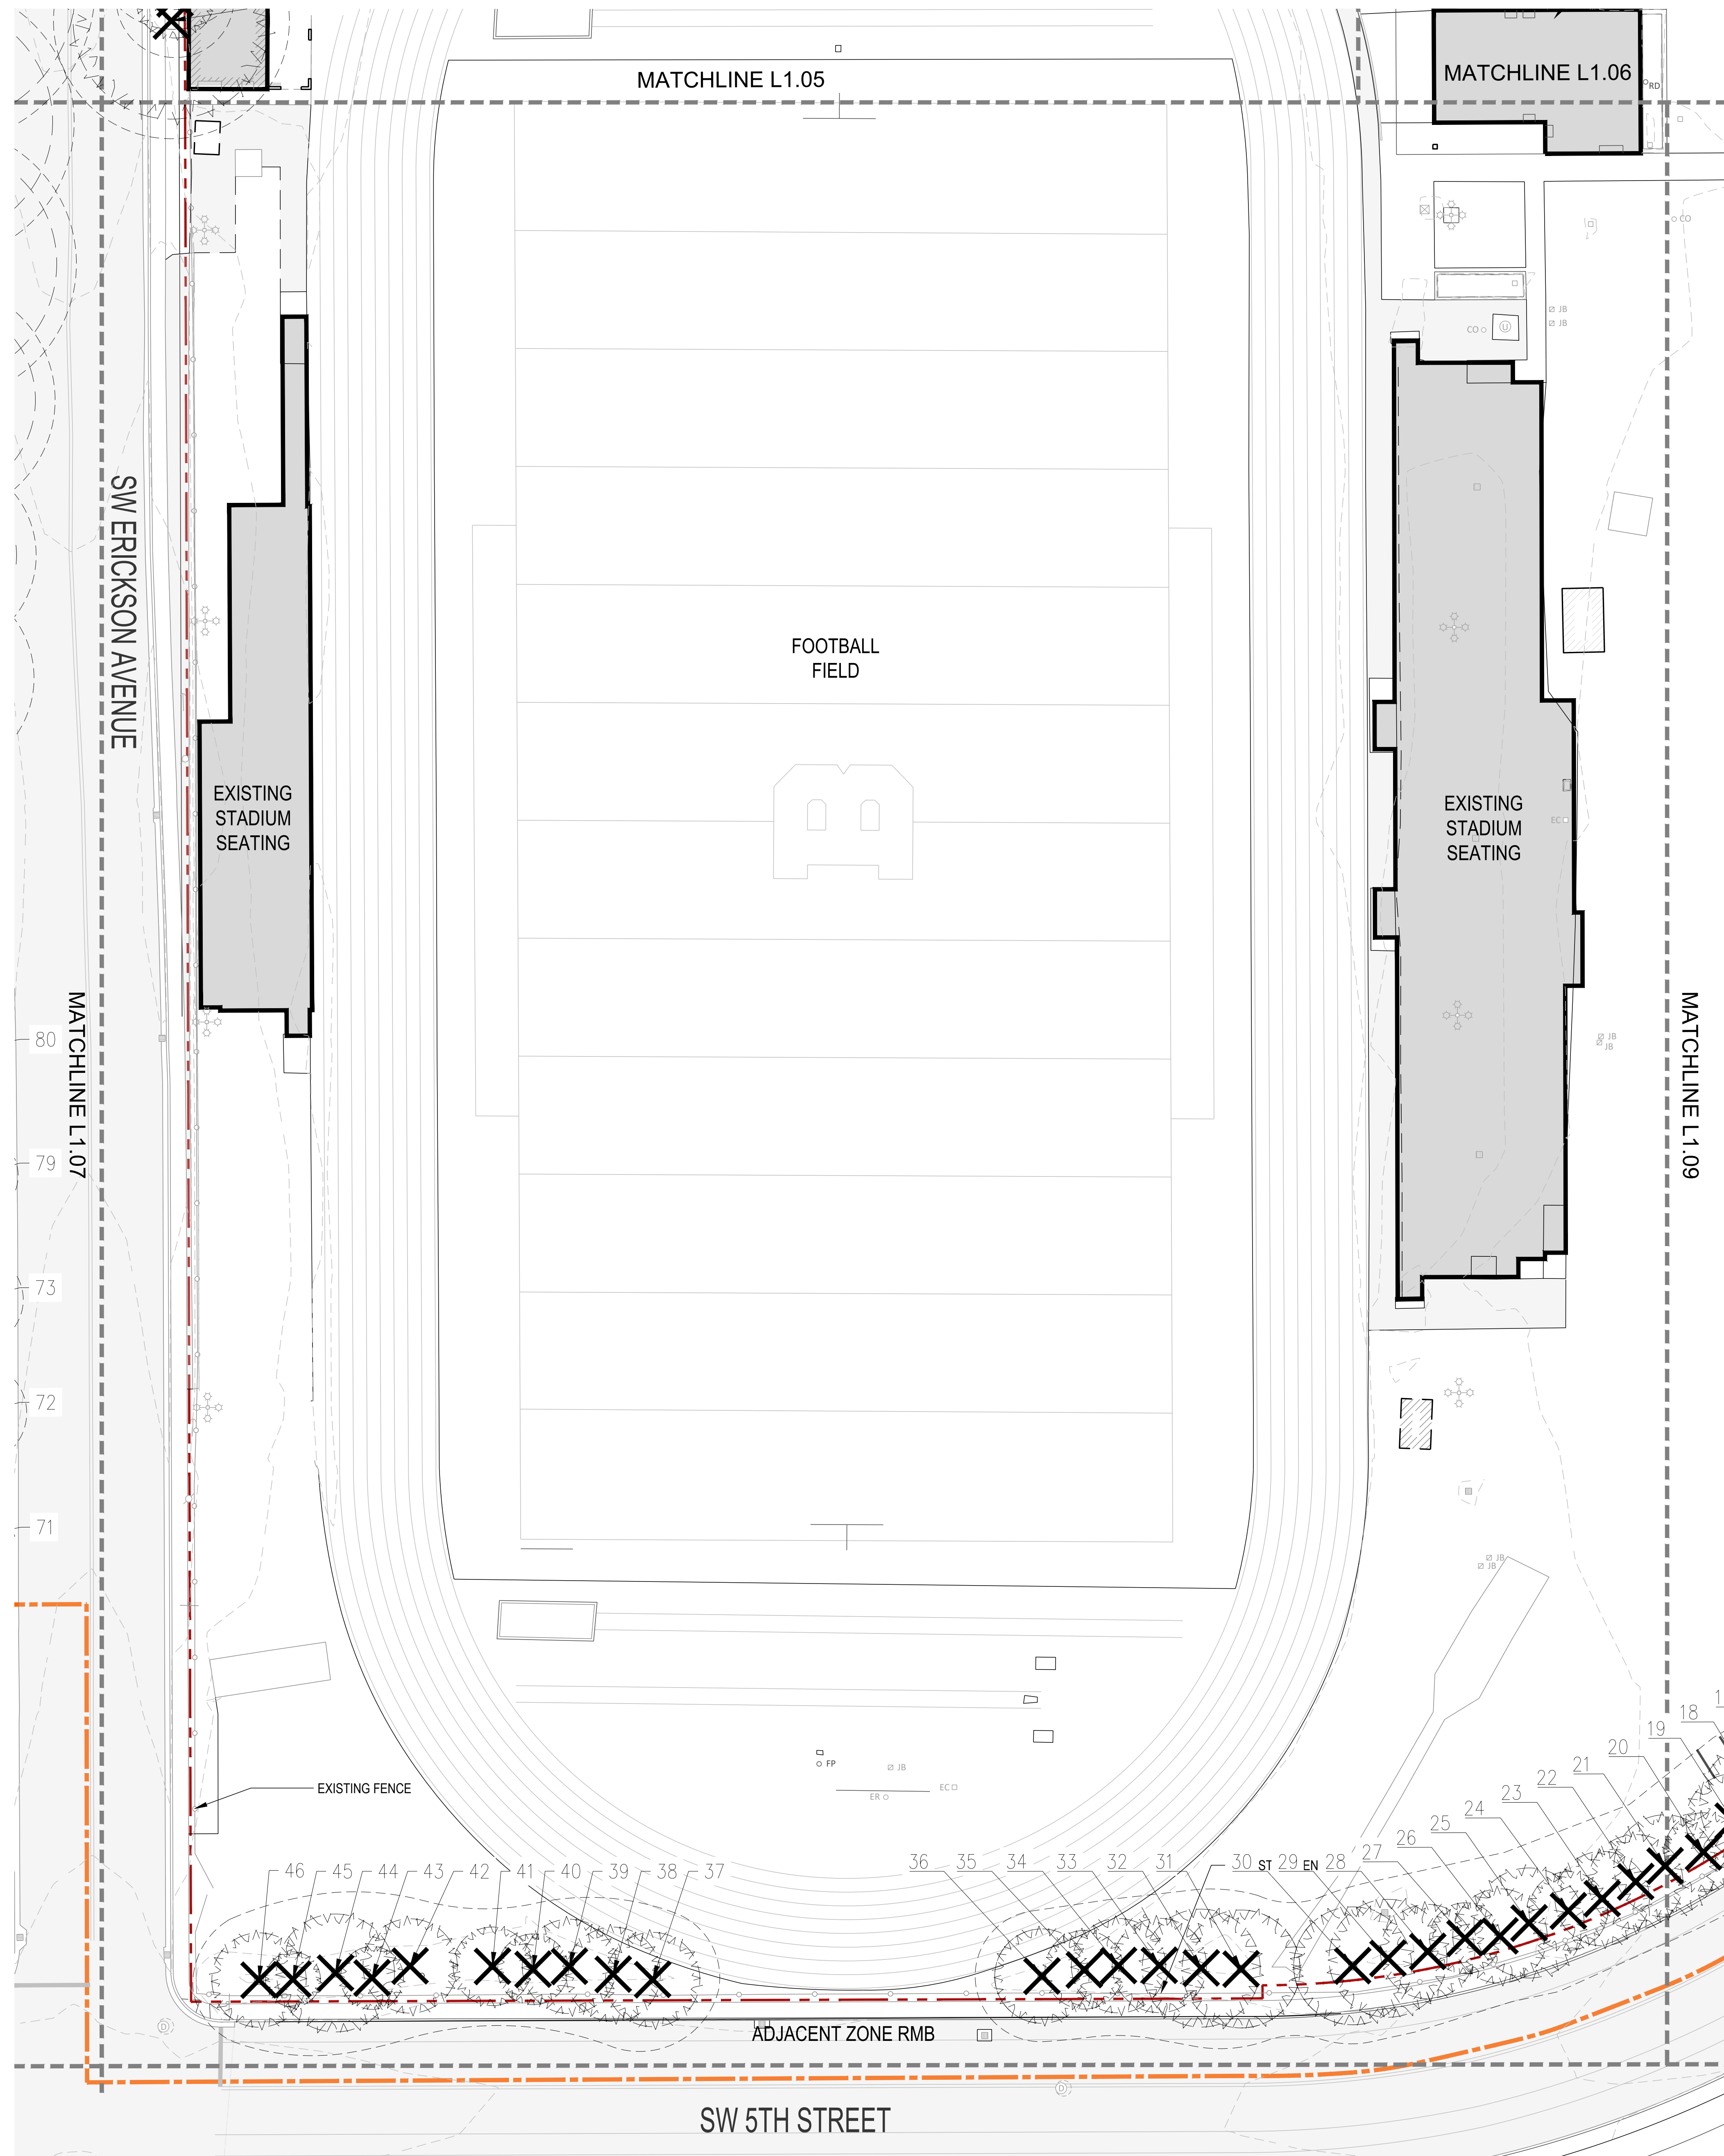 MATCHLINE L1.05
MATCHLINE L1.06
RD
CO
JB
JB
CO
U
SW ERICKSON AVENUE
FOOTBALL
FIELD
EXISTING
STADIUM
SEATING
EXISTING
STADIUM
SEATING
EC
B
MATCHLINE L1.07
MATCHLINE L1.09
80
79
73
72
71
JB
JB
JB
JB
FP
JB
EC
ER
EXISTING FENCE
18
19
20
21
22
23
24
25
26
27
46
45
44
43
42
41
40
39
38
37
36
35
34
33
32
31
30 ST 29 EN 28
D
ADJACENT ZONE RMB
D
SW 5TH STREET